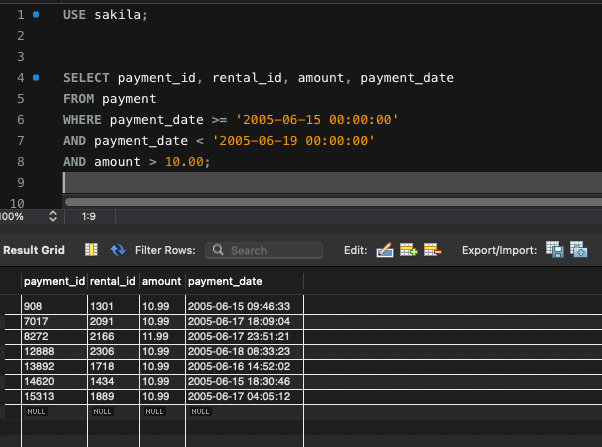 1 USE sakila;
2
3
4 SELECT payment_id, rental_id, amount, payment_date
5 FROM payment
6 WHERE payment_date >= '2005-06-15 00:00:00'
7 AND payment_date < '2005-06-19 00:00:00'
8 AND amount > 10.00;
9
10
100% 1:9
Result Grid Filter Rows: Search Edit: Export/Import:
payment_id rental_id amount payment_date
908 1301 10.99 2005-06-15 09:46:33
7017 2091 10.99 2005-06-17 18:09:04
8272 2166 11.99 2005-06-17 23:51:21
12888 2306 10.99 2005-06-18 08:33:23
13892 1718 10.99 2005-06-16 14:52:02
14620 1434 10.99 2005-06-15 18:30:46
15313 1889 10.99 2005-06-17 04:05:12
NULL NULL NULL NULL